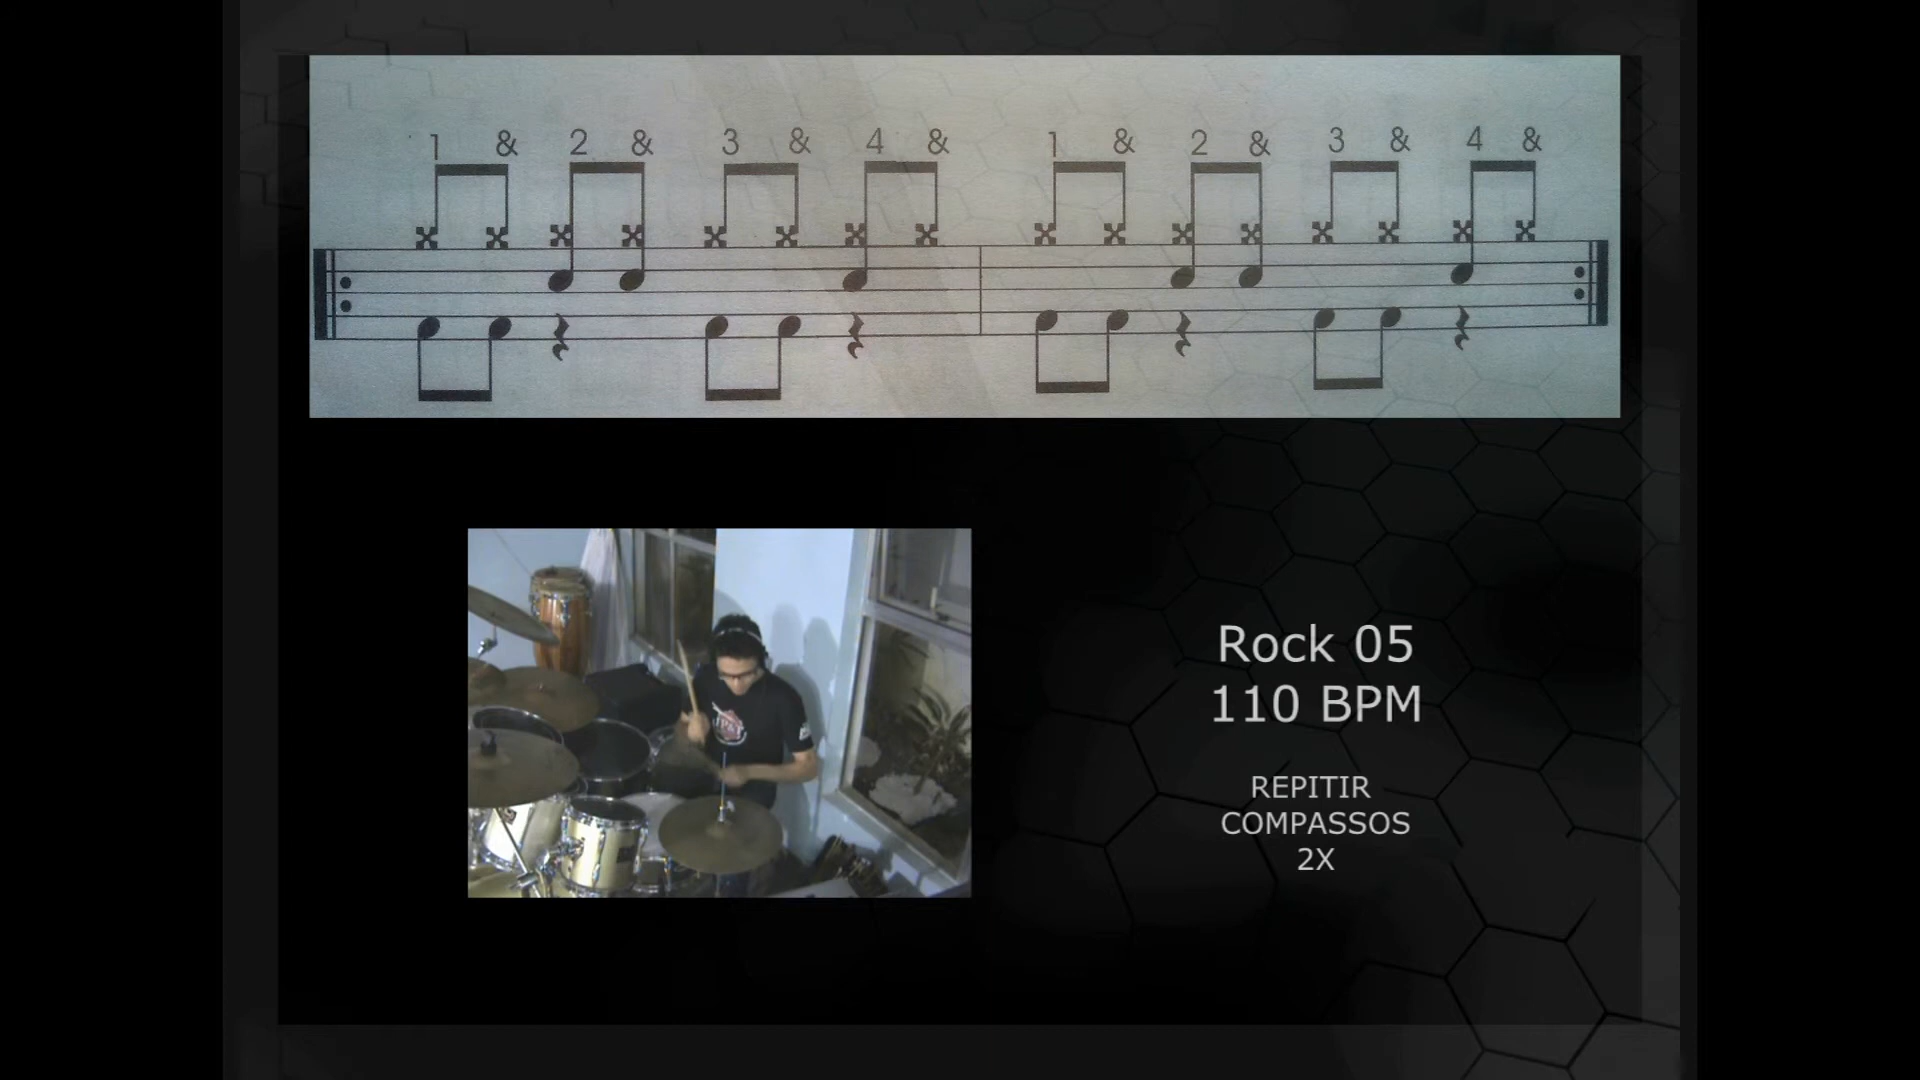 1 & 2 & 3 & 4 & 1 & 2 & 3 & 4 &
Rock 05
110 BPM
REPITIR
COMPASSOS
2X